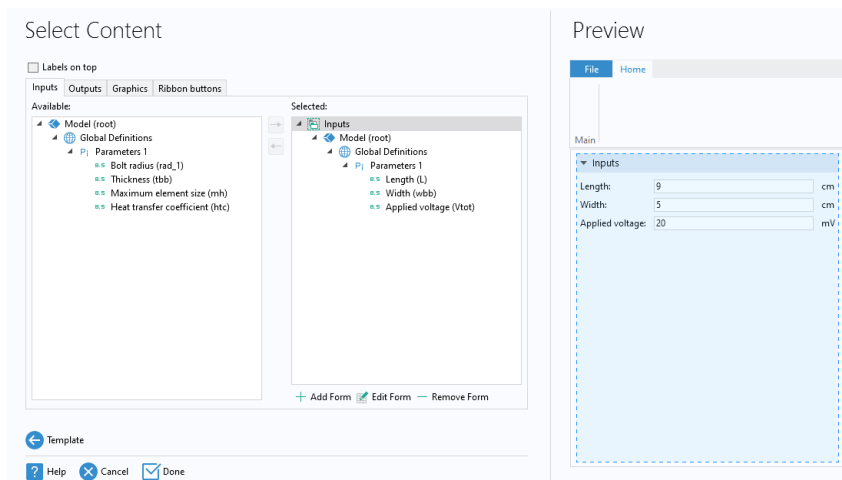 Select Content
Labels on top
Inputs Outputs Graphics Ribbon buttons
Available:
Model (root)
Global Definitions
Pi Parameters 1
a.s Bolt radius (rad_1)
a.s Thickness (tbb)
a.s Maximum element size (mh)
a.s Heat transfer coefficient (htc)
Selected:
Inputs
Model (root)
Global Definitions
Pi Parameters 1
a.s Length (L)
a.s Width (wbb)
a.s Applied voltage (Vtot)
Add Form Edit Form Remove Form
Template
? Help Cancel Done
Preview
File Home
Main
Inputs
Length: 9 cm
Width: 5 cm
Applied voltage: 20 mV